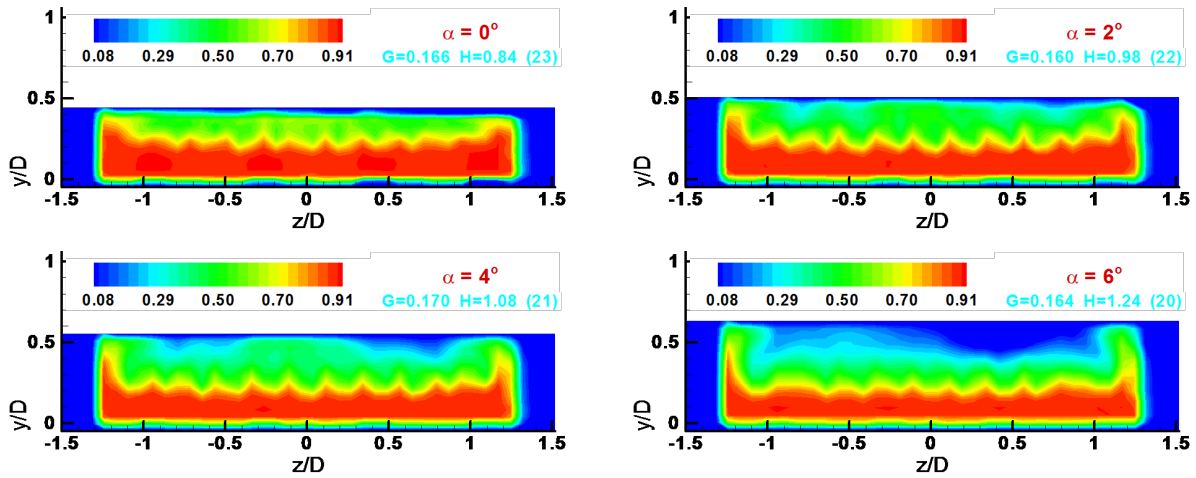 α = 0°
0.08 0.29 0.50 0.70 0.91
G=0.166 H=0.84 (23)
y/D
1
0.5
0
-1.5 -1 -0.5 0 0.5 1 1.5
z/D
α = 2°
0.08 0.29 0.50 0.70 0.91
G=0.160 H=0.98 (22)
y/D
1
0.5
0
-1.5 -1 -0.5 0 0.5 1 1.5
z/D
α = 4°
0.08 0.29 0.50 0.70 0.91
G=0.170 H=1.08 (21)
y/D
1
0.5
0
-1.5 -1 -0.5 0 0.5 1 1.5
z/D
α = 6°
0.08 0.29 0.50 0.70 0.91
G=0.164 H=1.24 (20)
y/D
1
0.5
0
-1.5 -1 -0.5 0 0.5 1 1.5
z/D